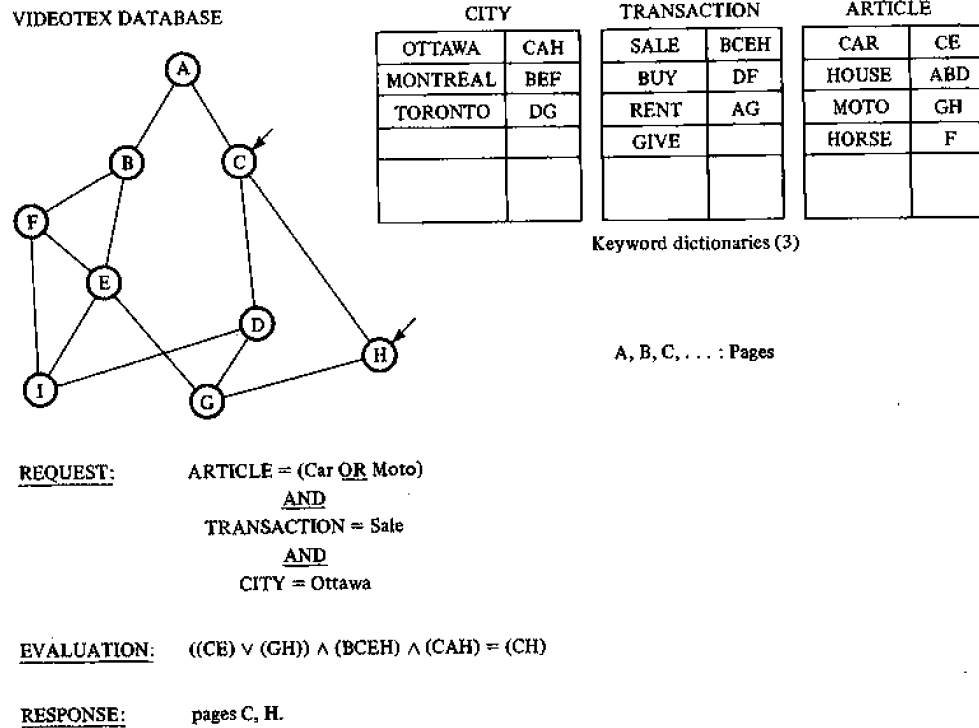 VIDEOTEX DATABASE
A
B
C
F
E
D
H
I
G
CITY
OTTAWA CAH
MONTREAL BEF
TORONTO DG
TRANSACTION
SALE BCEH
BUY DF
RENT AG
GIVE
ARTICLE
CAR CE
HOUSE ABD
MOTO GH
HORSE F
Keyword dictionaries (3)
A, B, C, . . . : Pages
REQUEST: ARTICLE = (Car OR Moto)
AND
TRANSACTION = Sale
AND
CITY = Ottawa
EVALUATION: ((CE) ∨ (GH)) ∧ (BCEH) ∧ (CAH) = (CH)
RESPONSE: pages C, H.